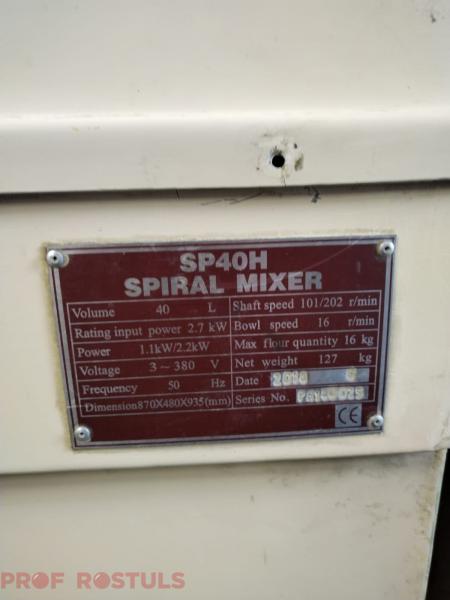 SP40H
SPIRAL MIXER
Volume 40 L
Rating input power 2.7 kW
Power 1.1kW/2.2kW
Voltage 3~380 V
Frequency 50 Hz
Dimension870X480X935(mm)
Shaft speed 101/202 r/min
Bowl speed 16 r/min
Max flour quantity 16 kg
Net weight 127 kg
Date
Series No.
CE
PROF ROSTULS